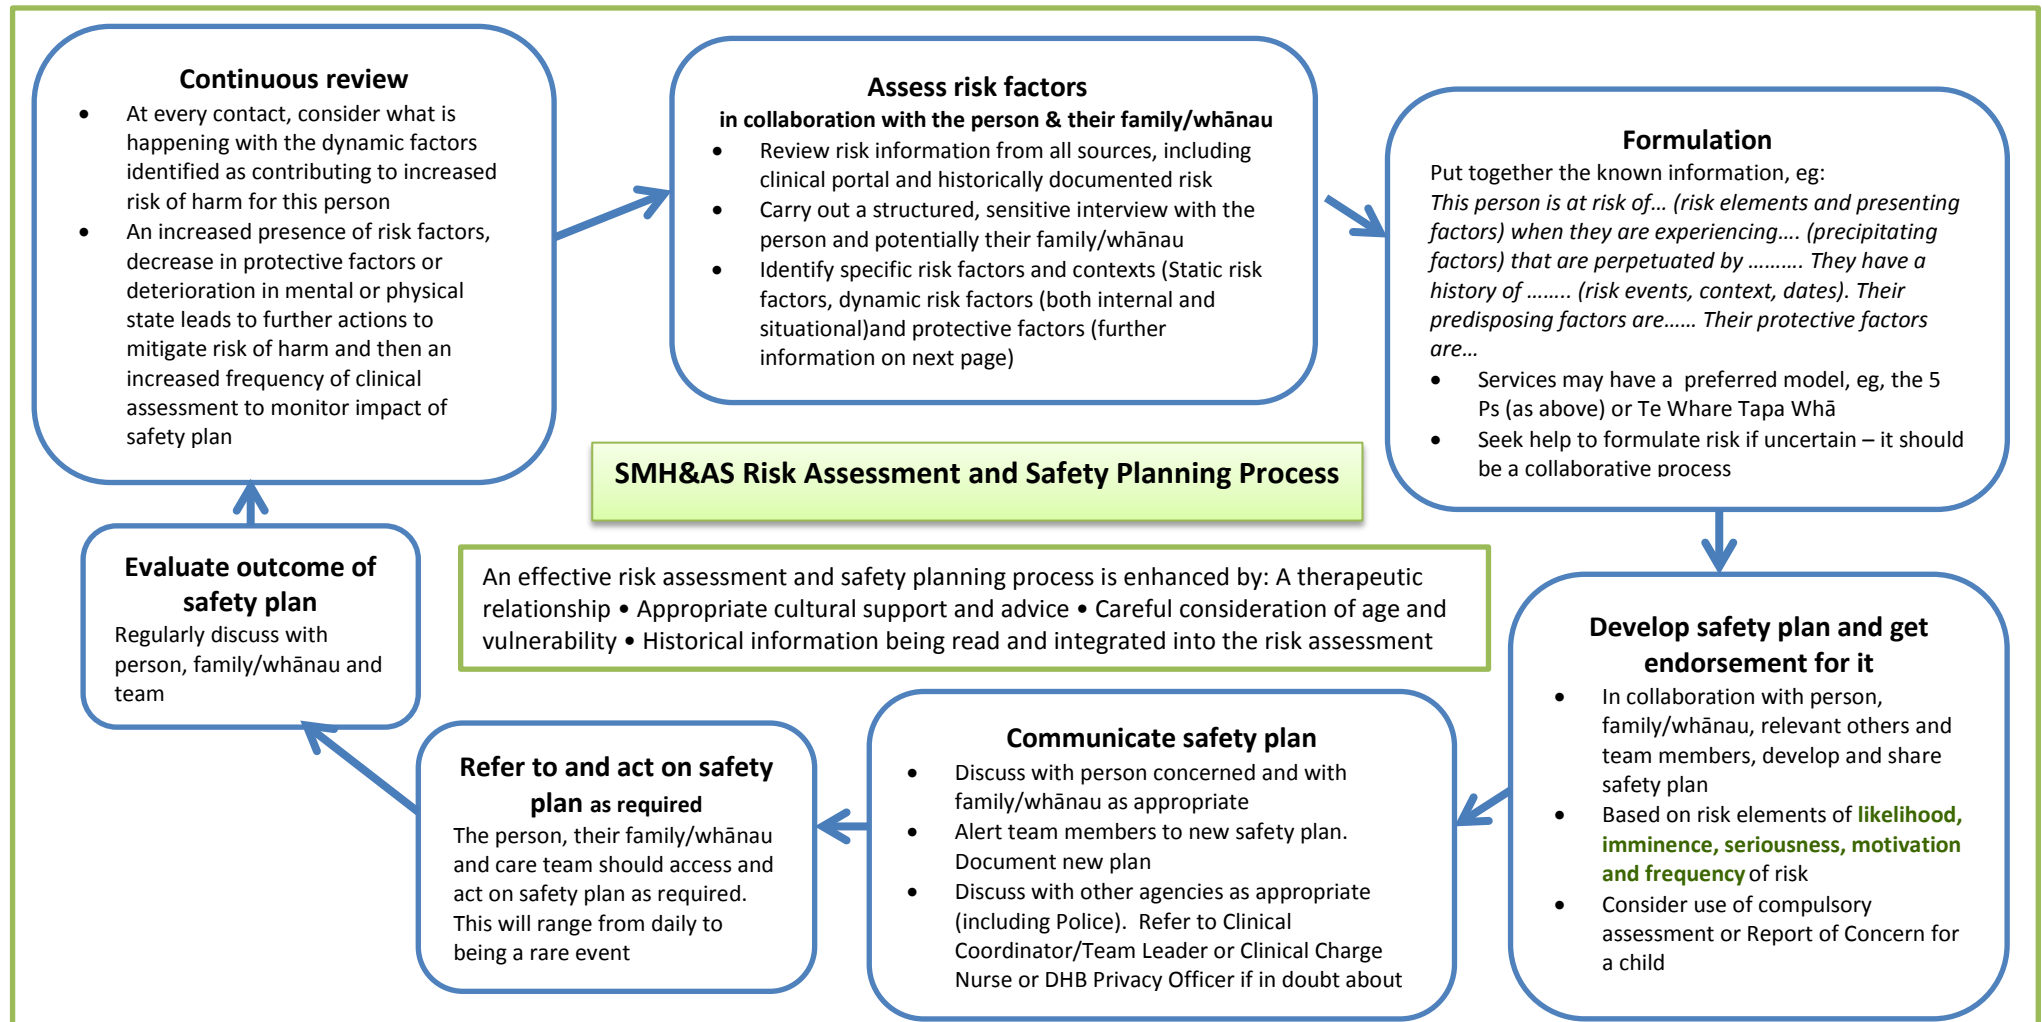 Continuous review
• At every contact, consider what is
happening with the dynamic factors
identified as contributing to increased
risk of harm for this person
• An increased presence of risk factors,
decrease in protective factors or
deterioration in mental or physical
state leads to further actions to
mitigate risk of harm and then an
increased frequency of clinical
assessment to monitor impact of
safety plan
Assess risk factors
in collaboration with the person & their family/whānau
• Review risk information from all sources, including
clinical portal and historically documented risk
• Carry out a structured, sensitive interview with the
person and potentially their family/whānau
• Identify specific risk factors and contexts (Static risk
factors, dynamic risk factors (both internal and
situational)and protective factors (further
information on next page)
Formulation
Put together the known information, eg:
This person is at risk of… (risk elements and presenting
factors) when they are experiencing…. (precipitating
factors) that are perpetuated by ………. They have a
history of …….. (risk events, context, dates). Their
predisposing factors are…… Their protective factors
are…
• Services may have a preferred model, eg, the 5
Ps (as above) or Te Whare Tapa Whā
• Seek help to formulate risk if uncertain – it should
be a collaborative process
SMH&AS Risk Assessment and Safety Planning Process
An effective risk assessment and safety planning process is enhanced by: A therapeutic
relationship • Appropriate cultural support and advice • Careful consideration of age and
vulnerability • Historical information being read and integrated into the risk assessment
Develop safety plan and get
endorsement for it
• In collaboration with person,
family/whānau, relevant others and
team members, develop and share
safety plan
• Based on risk elements of likelihood,
imminence, seriousness, motivation
and frequency of risk
• Consider use of compulsory
assessment or Report of Concern for
a child
Communicate safety plan
• Discuss with person concerned and with
family/whānau as appropriate
• Alert team members to new safety plan.
Document new plan
• Discuss with other agencies as appropriate
(including Police). Refer to Clinical
Coordinator/Team Leader or Clinical Charge
Nurse or DHB Privacy Officer if in doubt about
Refer to and act on safety
plan as required
The person, their family/whānau
and care team should access and
act on safety plan as required.
This will range from daily to
being a rare event
Evaluate outcome of
safety plan
Regularly discuss with
person, family/whānau and
team